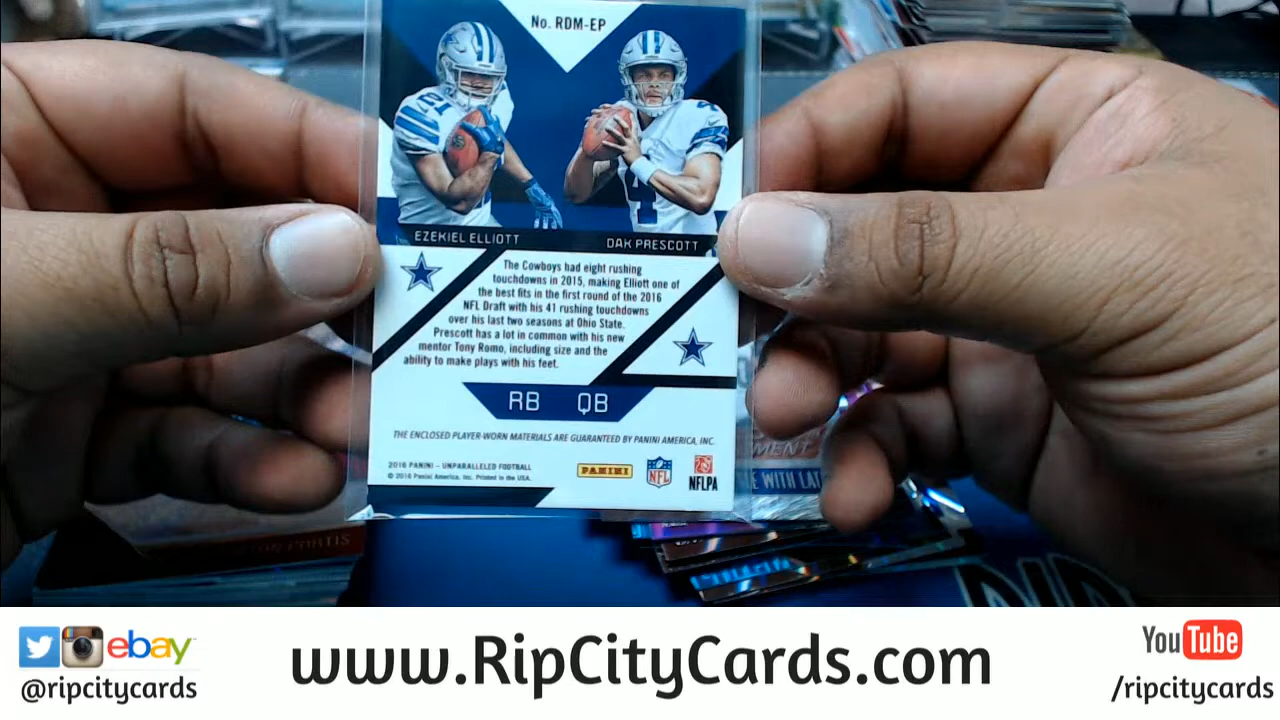 No. RDM-EP
21
4
4
EZEKIEL ELLIOTT
DAK PRESCOTT
The Cowboys had eight rushing
touchdowns in 2015, making Elliott one of
the best fits in the first round of the 2016
NFL Draft with his 41 rushing touchdowns
over his last two seasons at Ohio State.
Prescott has a lot in common with his new
mentor Tony Romo, including size and the
ability to make plays with his feet.
RB QB
THE ENCLOSED PLAYER-WORN MATERIALS ARE GUARANTEED BY PANINI AMERICA, INC.
2016 PANINI – UNPARALLELED FOOTBALL
© 2016 Panini America, Inc. Printed in the USA.
PANINI
NFL
NFLPA
WITH
ebay
@ripcitycards
www.RipCityCards.com
YouTube
/ripcitycards